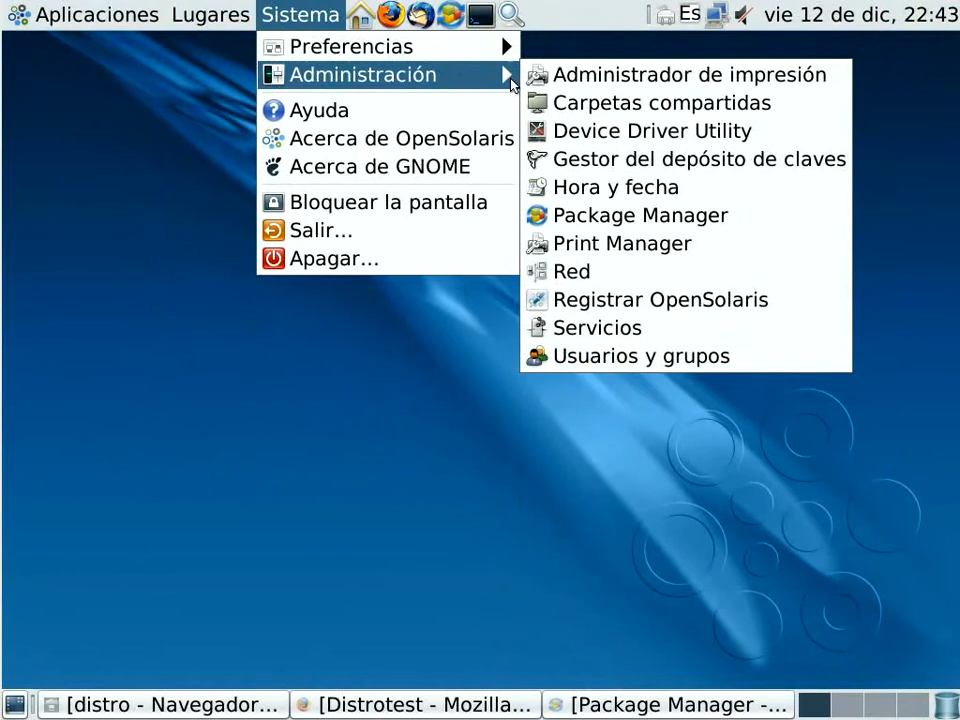 Aplicaciones Lugares Sistema Es vie 12 de dic, 22:43
Preferencias
Administración
Ayuda
Acerca de OpenSolaris
Acerca de GNOME
Bloquear la pantalla
Salir...
Apagar...
Administrador de impresión
Carpetas compartidas
Device Driver Utility
Gestor del depósito de claves
Hora y fecha
Package Manager
Print Manager
Red
Registrar OpenSolaris
Servicios
Usuarios y grupos
[distro - Navegador... [Distrotest - Mozilla... [Package Manager -...